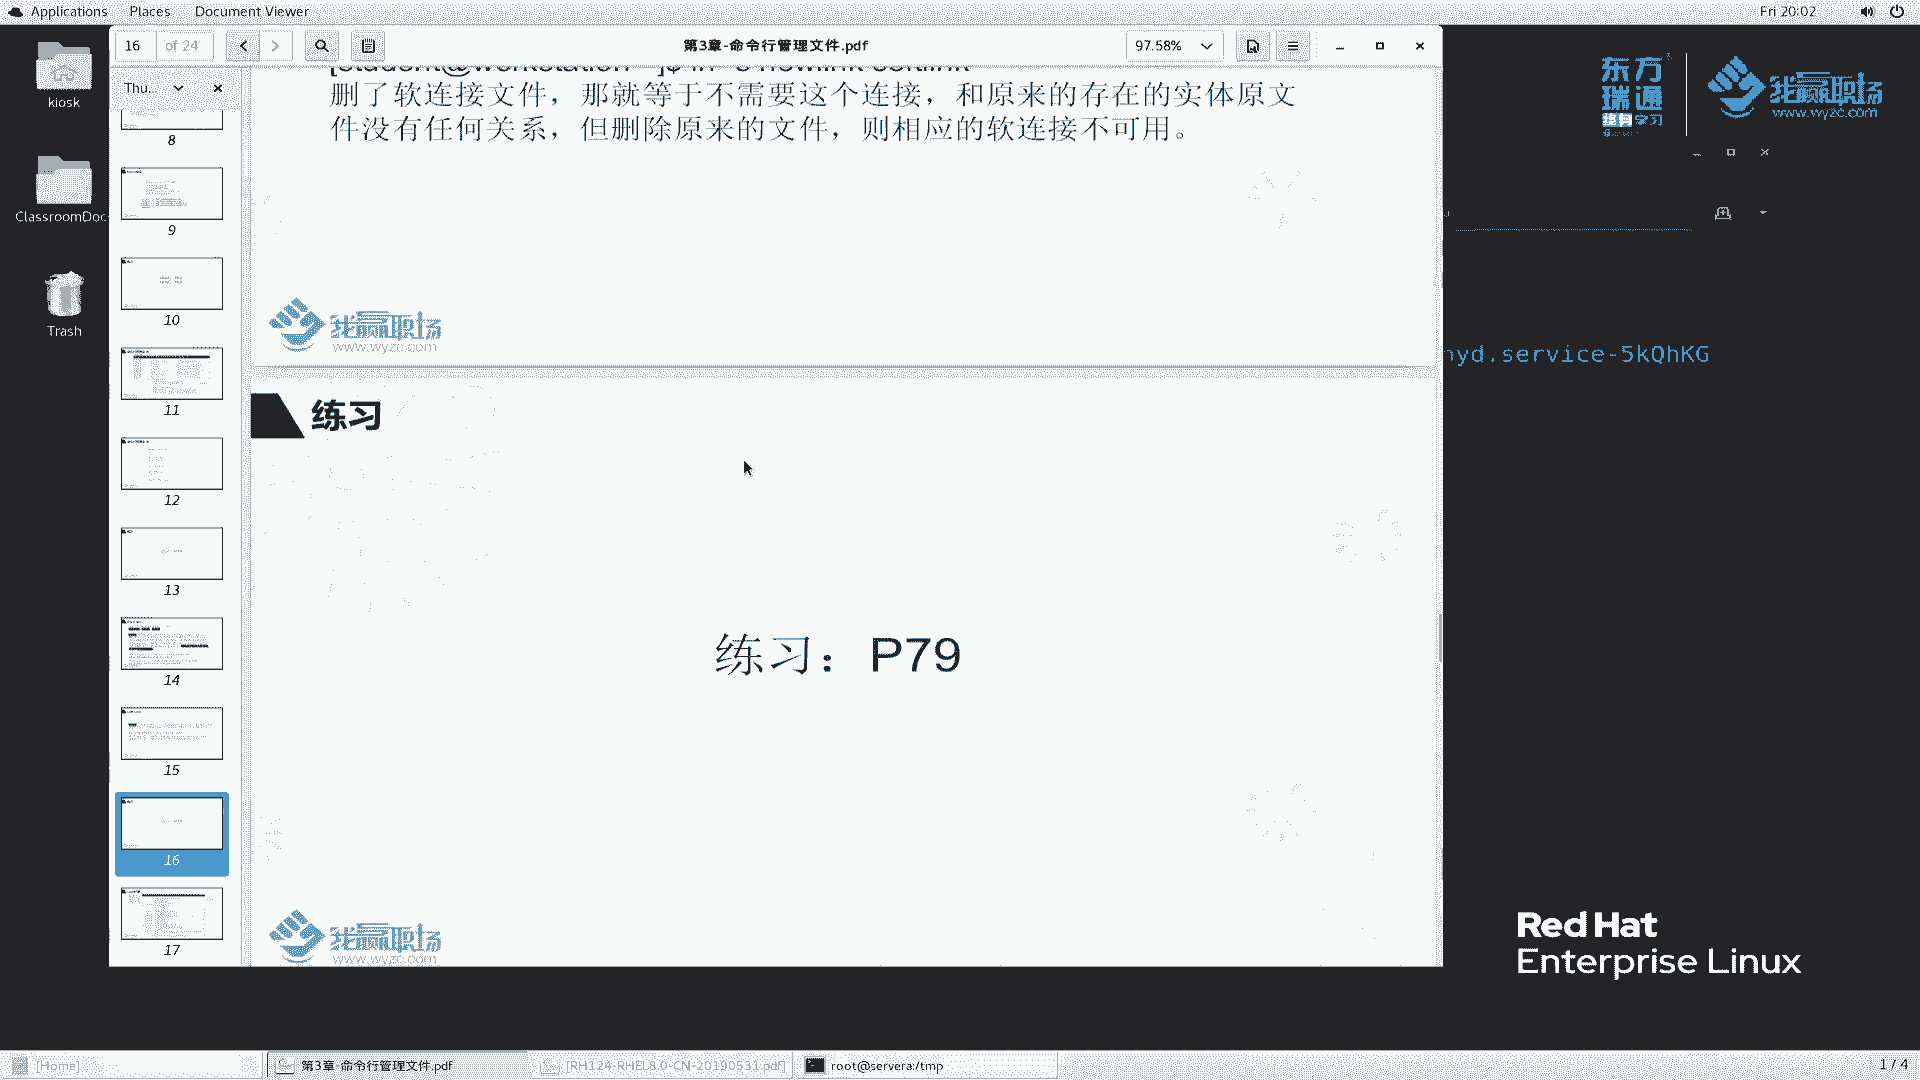 Applications Places Document Viewer
Fri 20:02
16 of 24
第3章-命令行管理文件.pdf
97.58%
Thu...
kiosk
ClassroomDoc
Trash
8
9
10
11
12
13
14
15
16
17
删了软连接文件，那就等于不需要这个连接，和原来的存在的实体原文
件没有任何关系，但删除原来的文件，则相应的软连接不可用。
我赢职场
www.wyzc.com
练习
练习：P79
我赢职场
www.wyzc.com
东方
瑞通
终身学习
我赢职场
www.wyzc.com
nyd.service-5kQhKG
Red Hat
Enterprise Linux
[Home]
第3章-命令行管理文件.pdf
[RH124-RHEL8.0-CN-20190531.pdf]
root@servera:/tmp
1 / 4